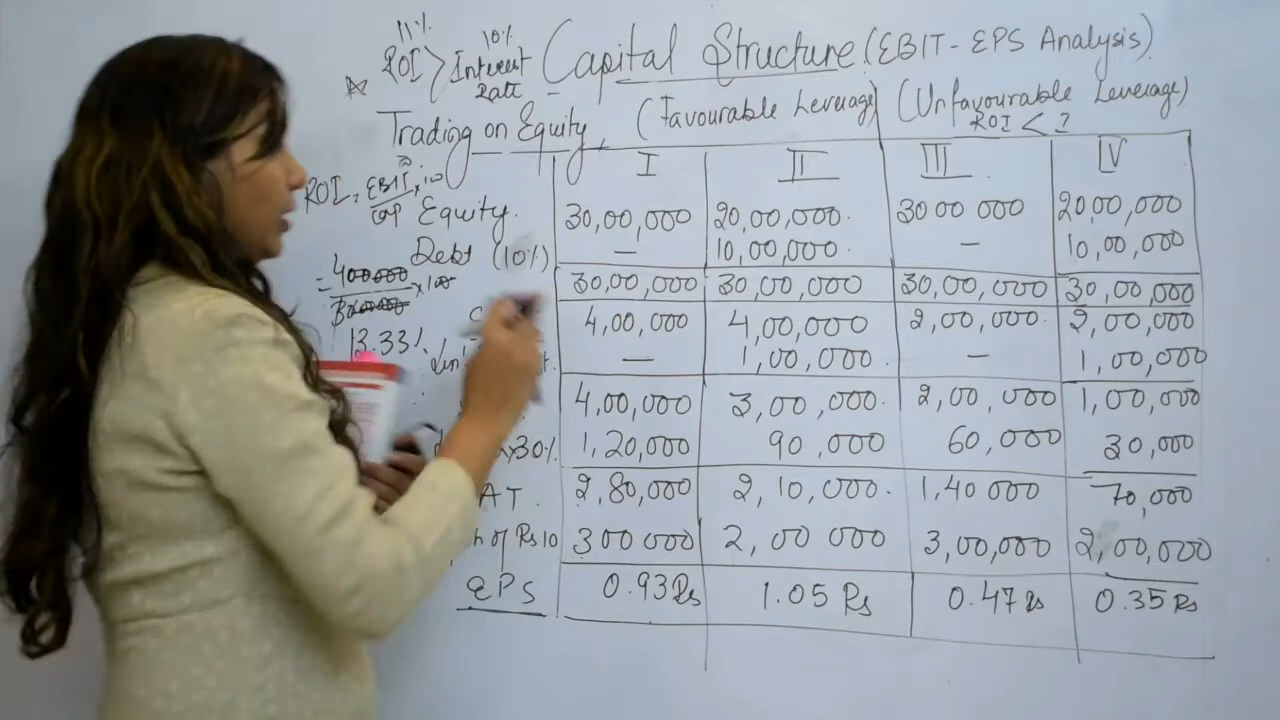 11% 10%
☆ ROI > Interest Rate Capital Structure (EBIT - EPS Analysis)
Trading on Equity, (Favourable Leverage) (Unfavourable Leverage)
ROI < I
I II III IV
ROI = EBIT × 100
Equity. 30,00,000 20,00,000. 3000 000 20,00,000
Debt (10%) — 10,00,000. — 10,00,000
30,00,000 30,00,000 30,00,000 30,00,000
= 400000 × 100
3000000
4,00,000 4,00,000 2,00,000. 2,00,000
13.33%.
— 1,00,000. — 1,00,000
4,00,000 3,00,000. 2,00,000 1,00,000
30%. 1,20,000 90,000 60,000 30,000
AT. 2,80,000 2,10,000. 1,40 000 70,000
of Rs 10 300 000 2,00 000 3,00,000 2,00,000
EPS 0.93 Rs 1.05 Rs 0.47 Rs 0.35 Rs